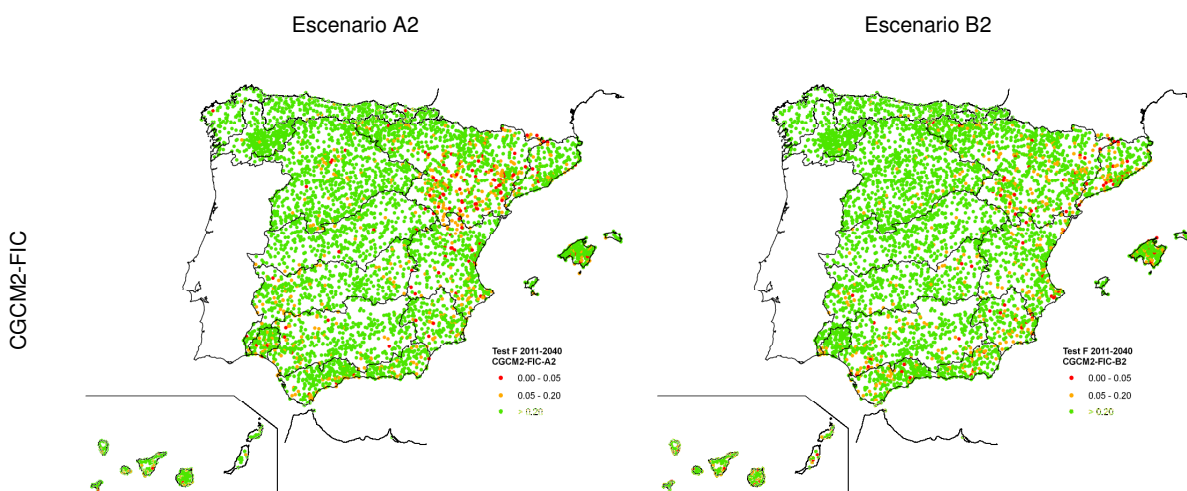 Escenario A2
Escenario B2
CGCM2-FIC
Test F 2011-2040
CGCM2-FIC-A2
0.00 - 0.05
0.05 - 0.20
> 0.20
Test F 2011-2040
CGCM2-FIC-B2
0.00 - 0.05
0.05 - 0.20
> 0.20